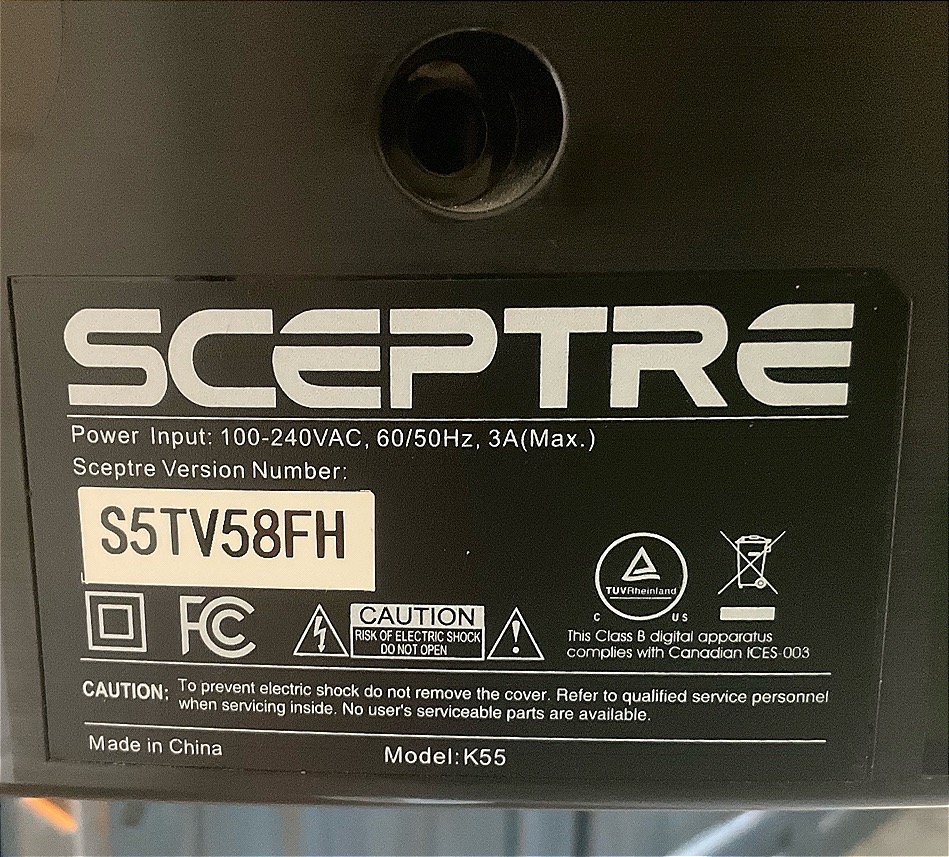 SCEPTRE
Power Input: 100-240VAC, 60/50Hz, 3A(Max.)
Sceptre Version Number:
S5TV58FH
TUVRheinland
C US
FC
CAUTION
RISK OF ELECTRIC SHOCK
DO NOT OPEN
This Class B digital apparatus
complies with Canadian ICES-003
CAUTION: To prevent electric shock do not remove the cover. Refer to qualified service personnel
when servicing inside. No user's serviceable parts are available.
Made in China
Model:K55